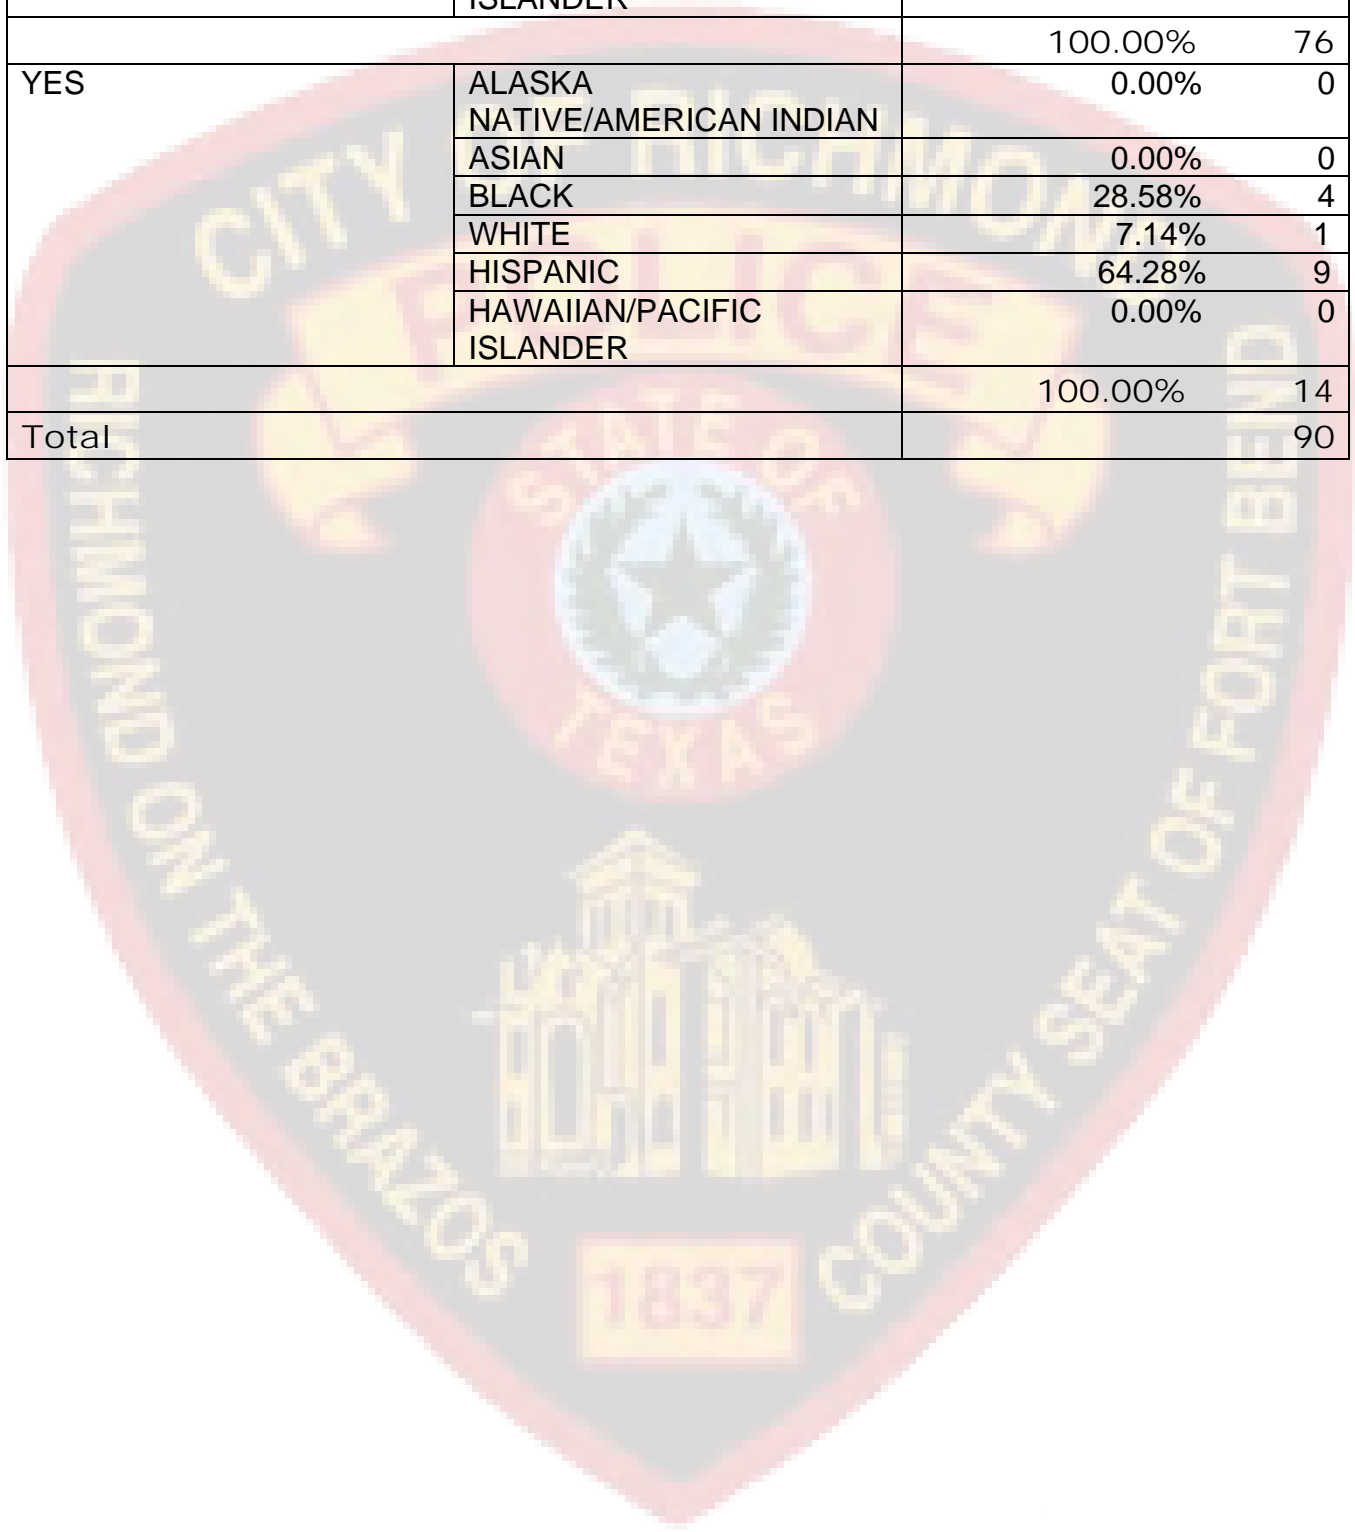 ISLANDER
100.00% 76
YES ALASKA 0.00% 0
NATIVE/AMERICAN INDIAN
ASIAN 0.00% 0
BLACK 28.58% 4
WHITE 7.14% 1
HISPANIC 64.28% 9
HAWAIIAN/PACIFIC 0.00% 0
ISLANDER
100.00% 14
Total 90
CITY OF RICHMOND
POLICE
STATE OF
TEXAS
RICHMOND ON THE BRAZOS
COUNTY SEAT OF FORT BEND
1837